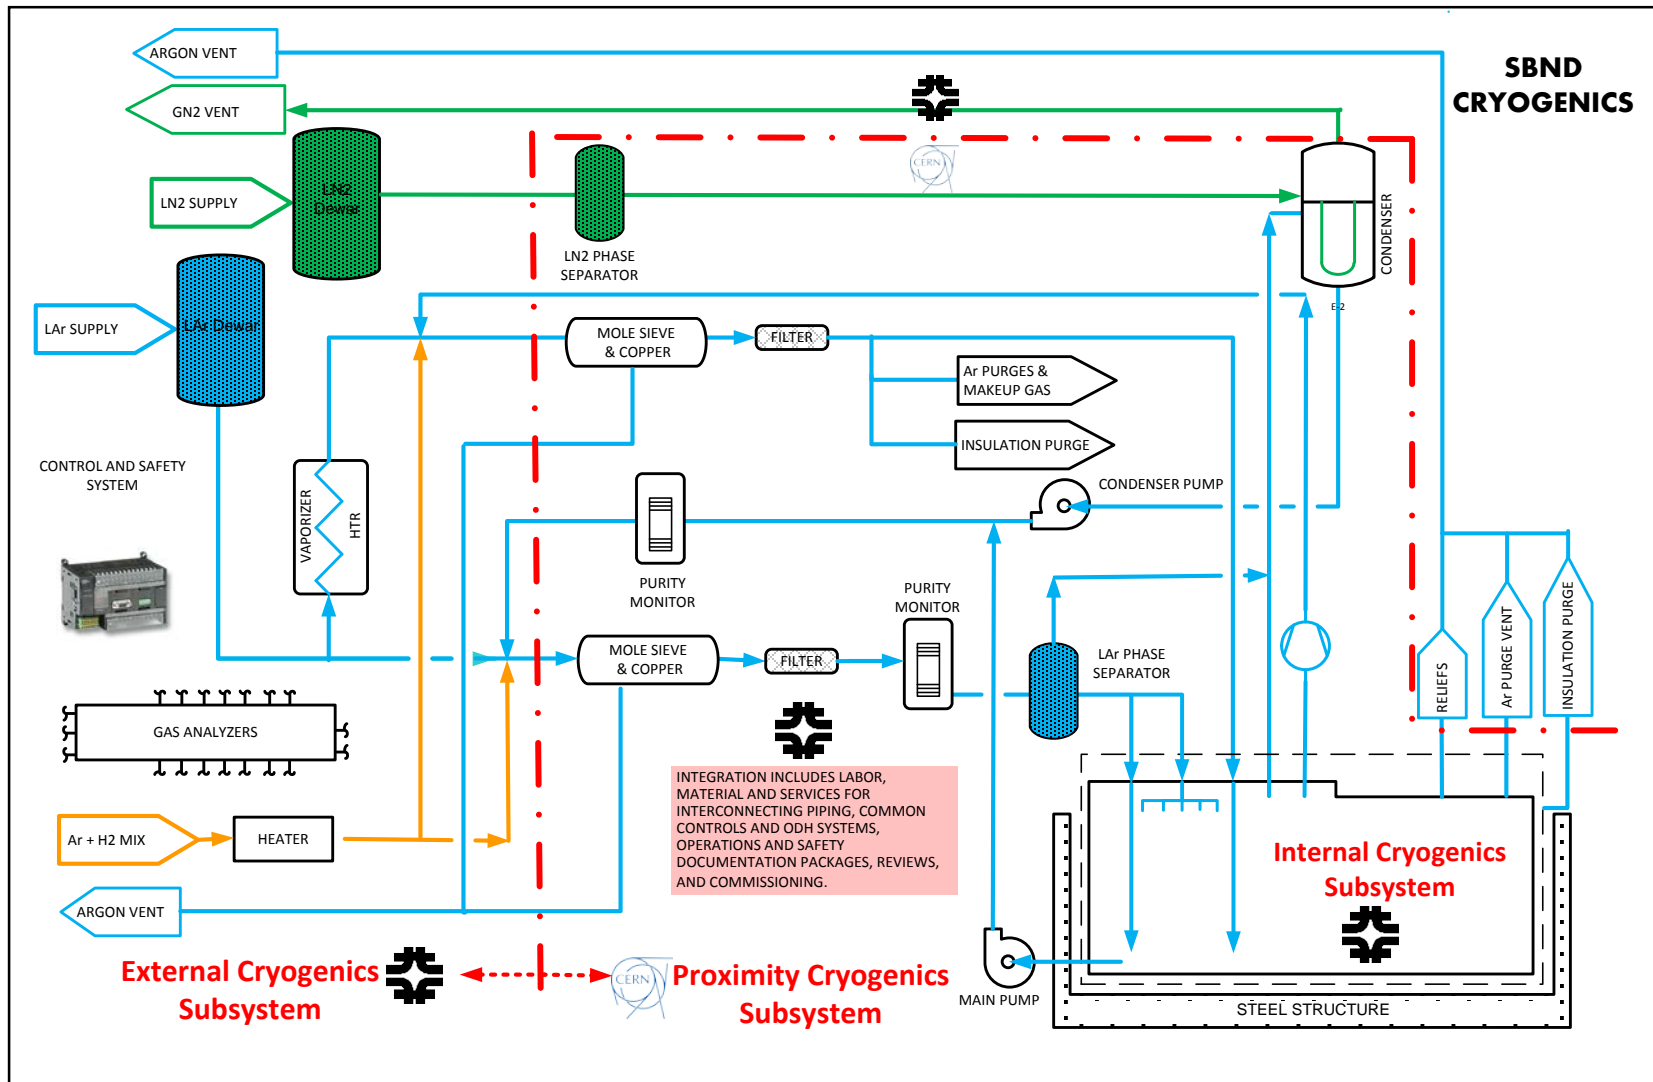 ARGON VENT
SBND
CRYOGENICS
GN2 VENT
CERN
LN2 SUPPLY
LN2
Dewar
LN2 PHASE
SEPARATOR
CONDENSER
E-2
LAr SUPPLY
LAr Dewar
MOLE SIEVE
& COPPER
FILTER
Ar PURGES &
MAKEUP GAS
INSULATION PURGE
CONTROL AND SAFETY
SYSTEM
VAPORIZER
HTR
CONDENSER PUMP
PURITY
MONITOR
PURITY
MONITOR
MOLE SIEVE
& COPPER
FILTER
LAr PHASE
SEPARATOR
RELIEFS
Ar PURGE VENT
INSULATION PURGE
GAS ANALYZERS
INTEGRATION INCLUDES LABOR,
MATERIAL AND SERVICES FOR
INTERCONNECTING PIPING, COMMON
CONTROLS AND ODH SYSTEMS,
OPERATIONS AND SAFETY
DOCUMENTATION PACKAGES, REVIEWS,
AND COMMISSIONING.
Ar + H2 MIX
HEATER
Internal Cryogenics
Subsystem
ARGON VENT
External Cryogenics
Subsystem
CERN
Proximity Cryogenics
Subsystem
MAIN PUMP
STEEL STRUCTURE